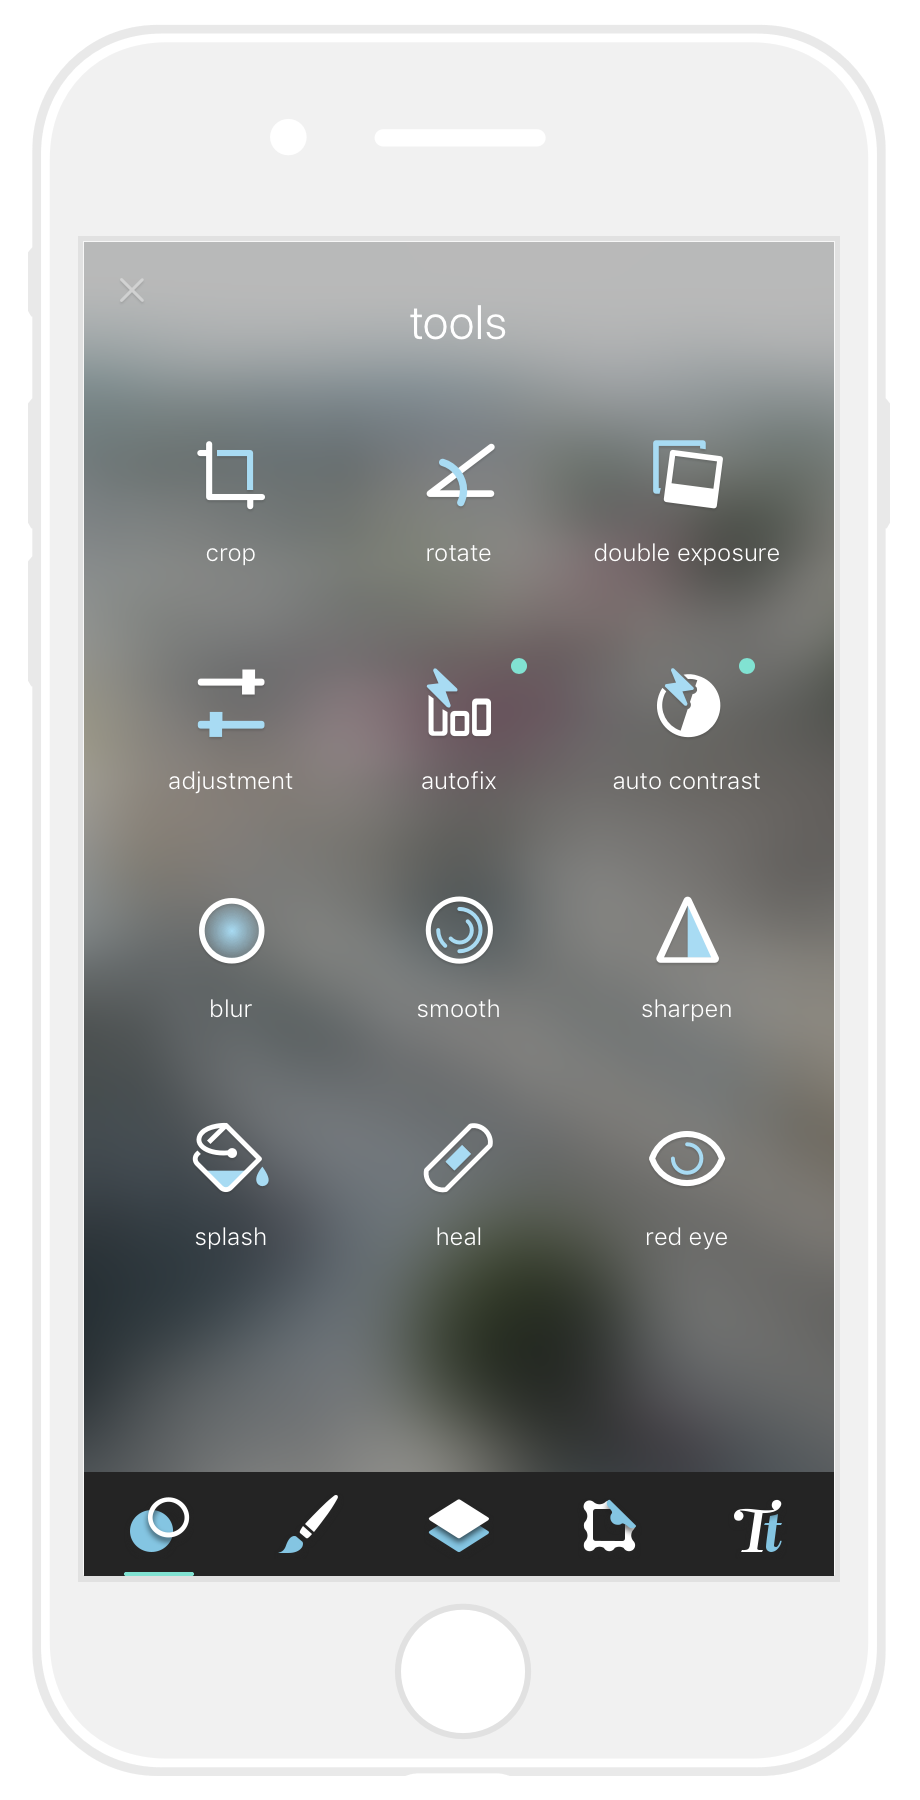 tools
crop
rotate
double exposure
adjustment
autofix
auto contrast
blur
smooth
sharpen
splash
heal
red eye
Tt